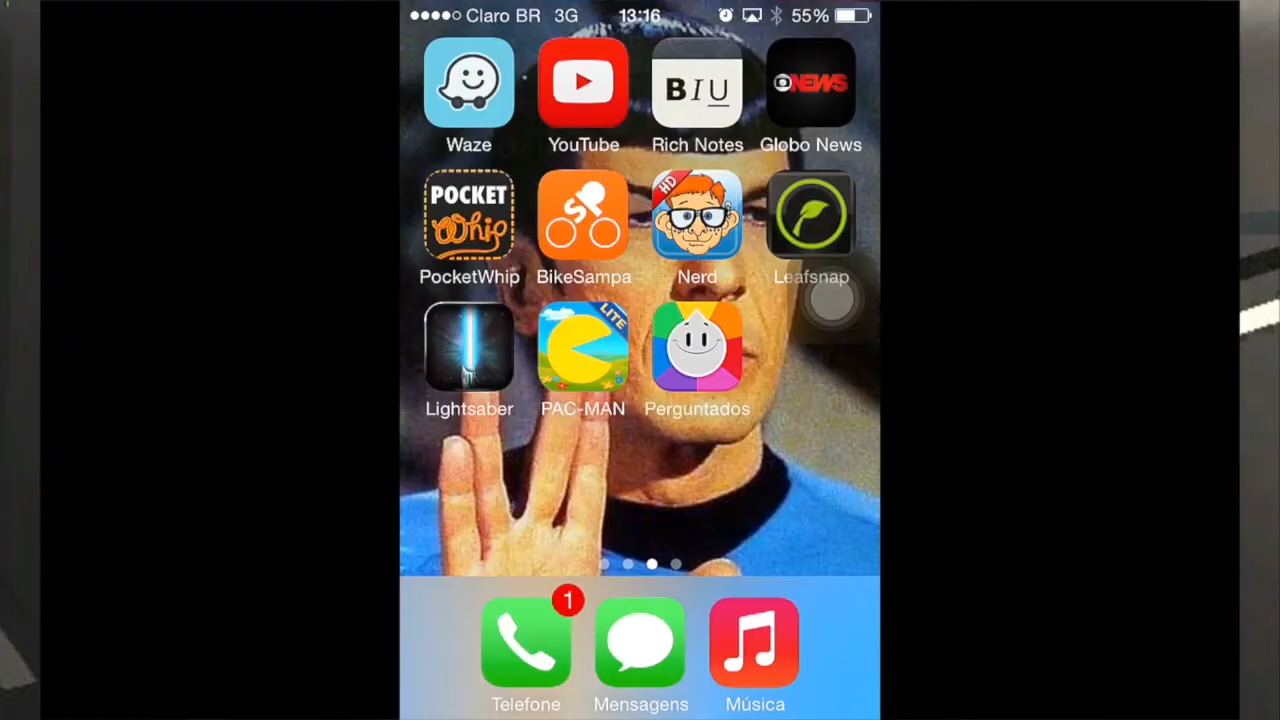 Claro BR 3G 13:16 55%
BIU
NEWS
Waze YouTube Rich Notes Globo News
POCKET Whip SP HD
PocketWhip BikeSampa Nerd Leafsnap
LITE
Lightsaber PAC-MAN Perguntados
1
Telefone Mensagens Música